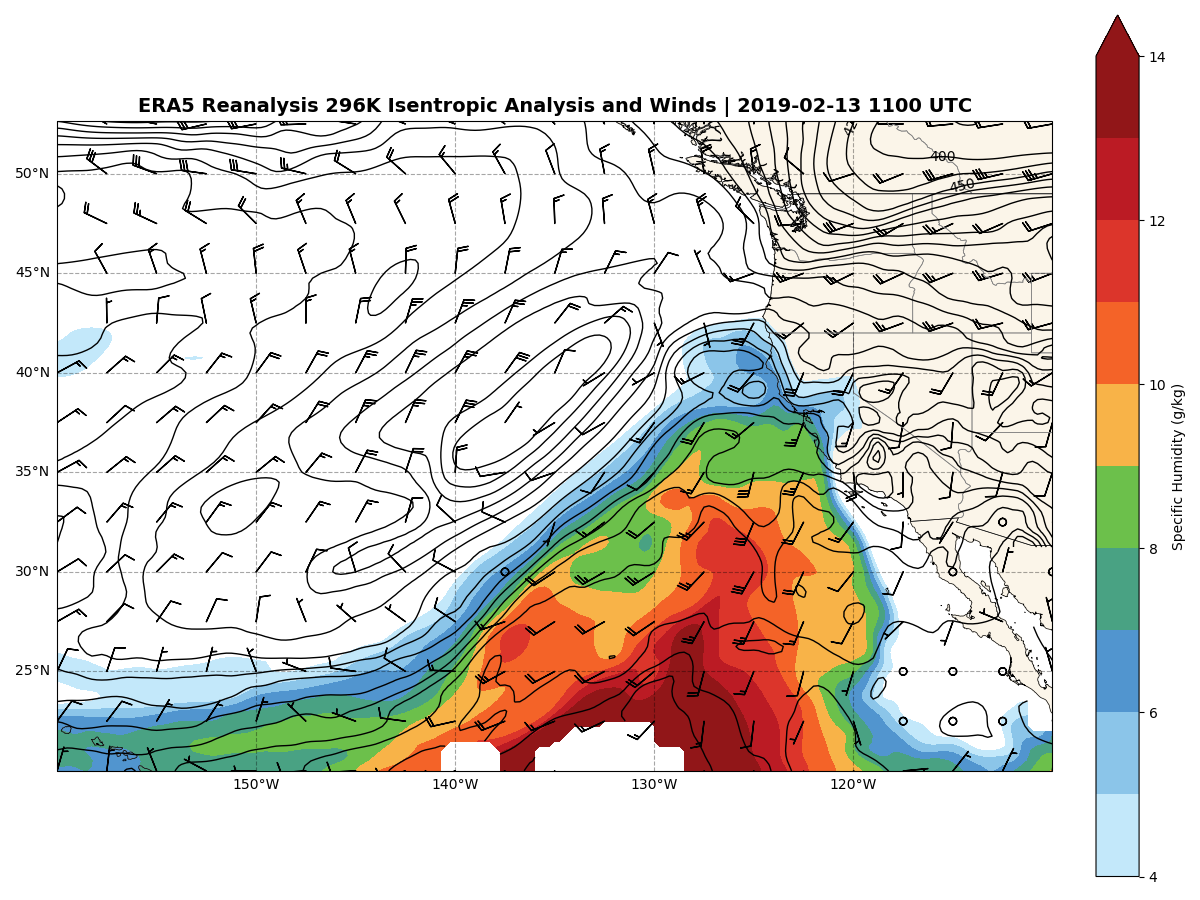 ERA5 Reanalysis 296K Isentropic Analysis and Winds | 2019-02-13 1100 UTC
50°N
45°N
40°N
35°N
30°N
25°N
150°W
140°W
130°W
120°W
400
450
14
12
10
8
6
4
Specific Humidity (g/kg)